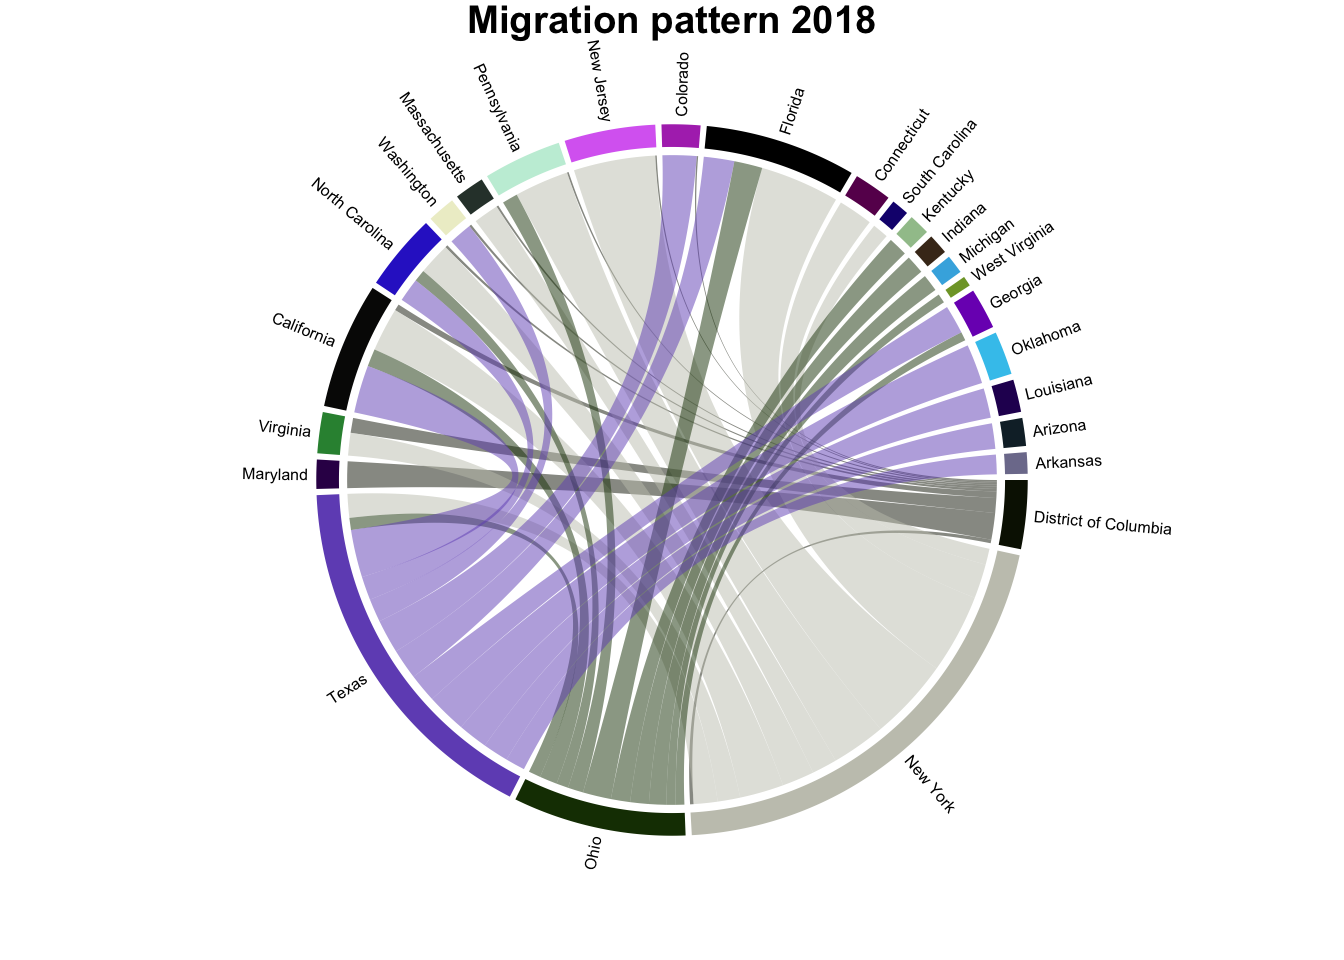 Migration pattern 2018
New Jersey
Colorado
Florida
Connecticut
South Carolina
Kentucky
Indiana
Michigan
West Virginia
Georgia
Oklahoma
Louisiana
Arizona
Arkansas
District of Columbia
New York
Ohio
Texas
Maryland
Virginia
California
North Carolina
Washington
Massachusetts
Pennsylvania